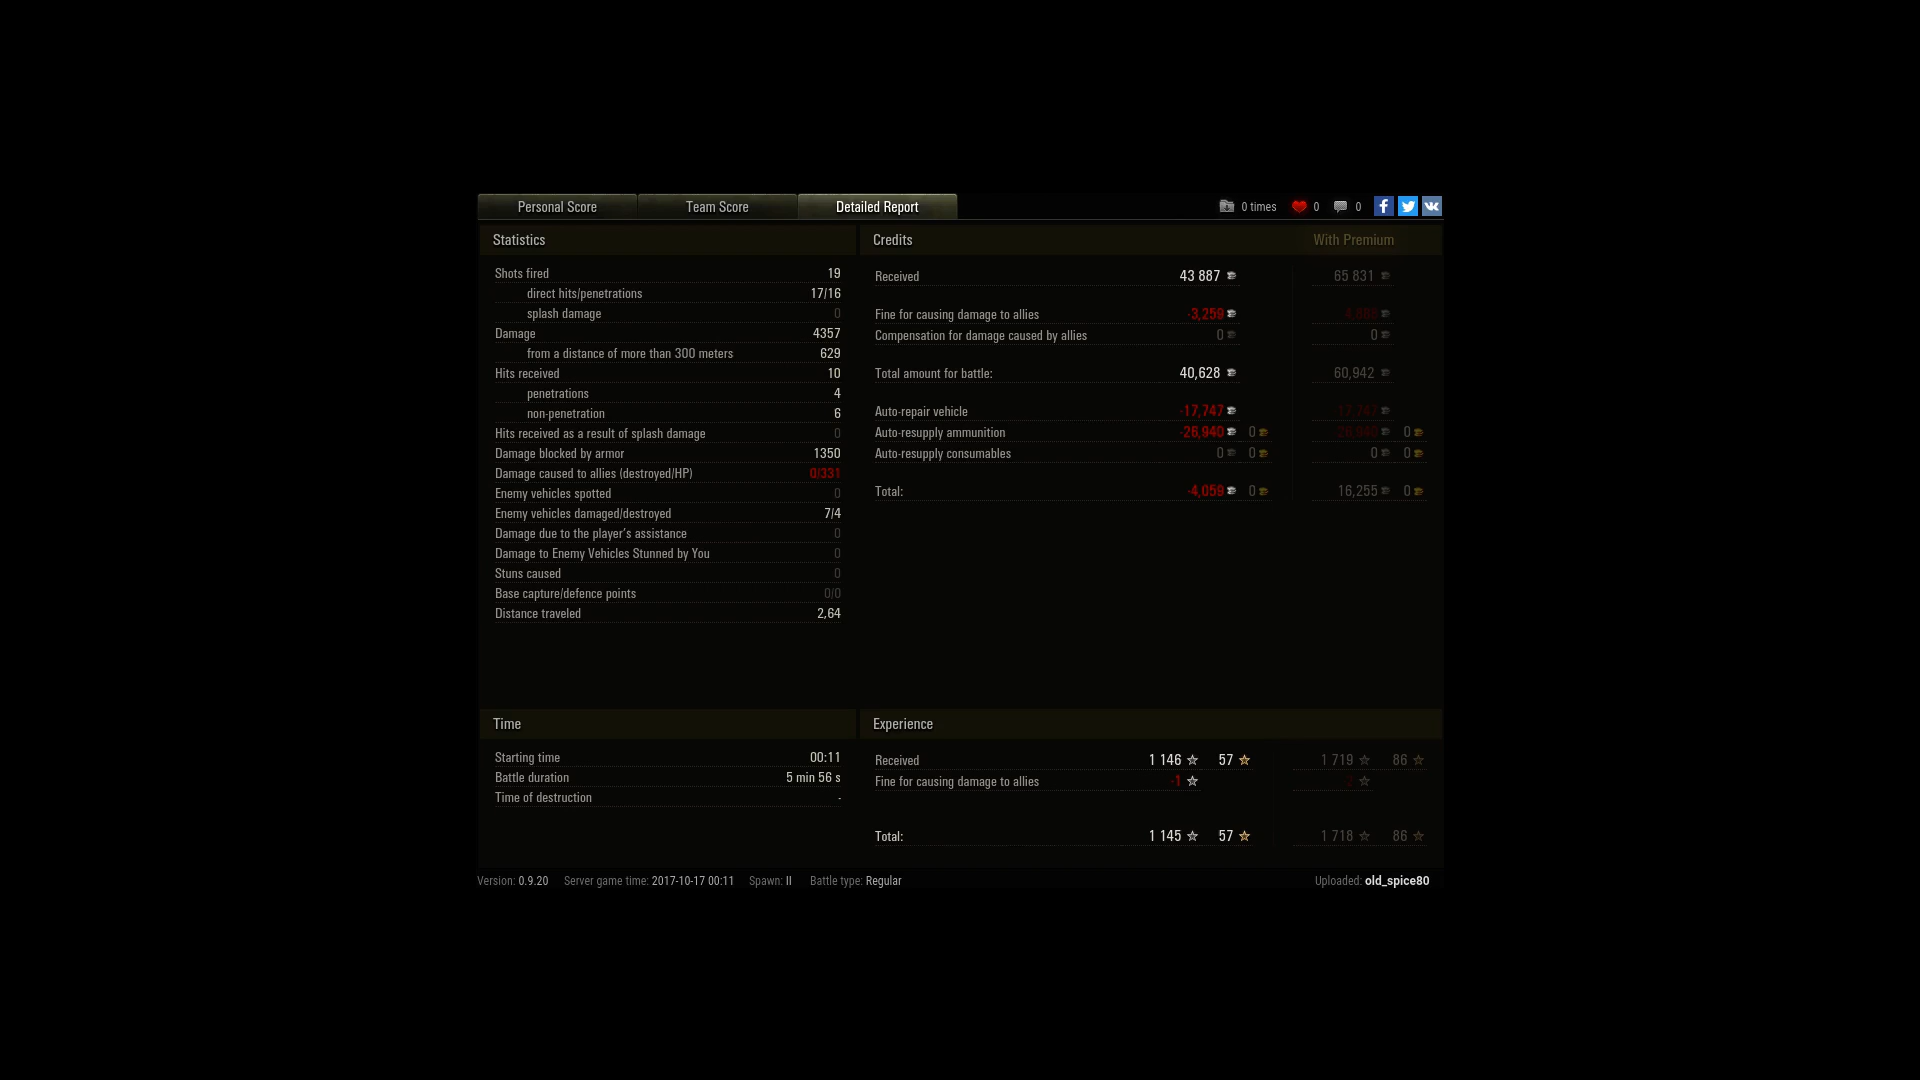 Personal Score Team Score Detailed Report 0 times 0 0
Statistics
Shots fired 19
direct hits/penetrations 17/16
splash damage 0
Damage 4357
from a distance of more than 300 meters 629
Hits received 10
penetrations 4
non-penetration 6
Hits received as a result of splash damage 0
Damage blocked by armor 1350
Damage caused to allies (destroyed/HP) 0/331
Enemy vehicles spotted 0
Enemy vehicles damaged/destroyed 7/4
Damage due to the player's assistance 0
Damage to Enemy Vehicles Stunned by You 0
Stuns caused 0
Base capture/defence points 0/0
Distance traveled 2,64
Credits With Premium
Received 43 887 65 831
Fine for causing damage to allies -3,259
Compensation for damage caused by allies 0 0
Total amount for battle: 40,628 60,942
Auto-repair vehicle -17,747 17,747
Auto-resupply ammunition -26,940 0 26,940 0
Auto-resupply consumables 0 0 0 0
Total: -4,059 0 16,255 0
Time
Starting time 00:11
Battle duration 5 min 56 s
Time of destruction -
Experience
Received 1 146 57 1 719 86
Fine for causing damage to allies -1
Total: 1 145 57 1 718 86
Version: 0.9.20 Server game time: 2017-10-17 00:11 Spawn: II Battle type: Regular Uploaded: old_spice80